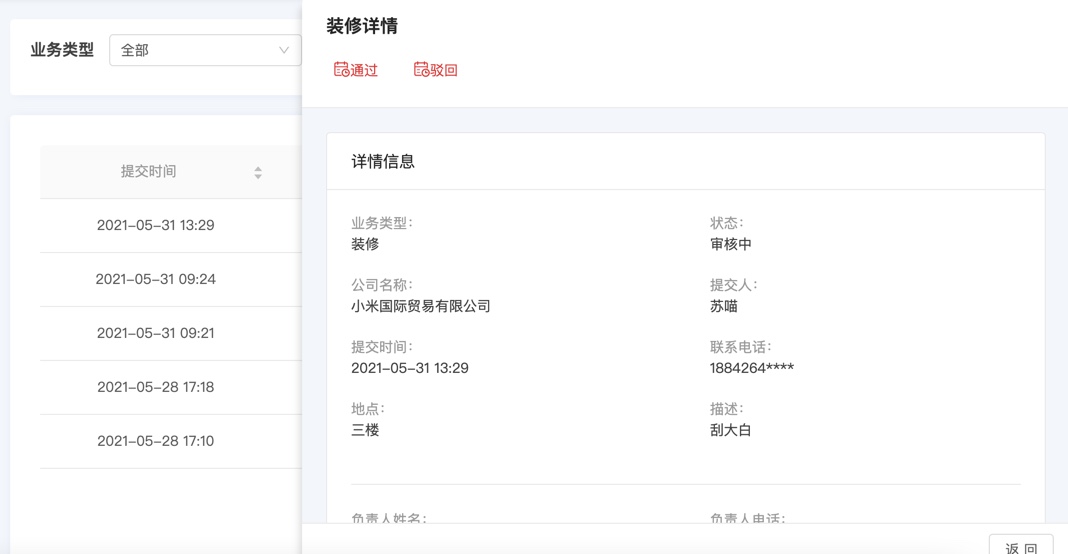 业务类型 全部
提交时间
2021-05-31 13:29
2021-05-31 09:24
2021-05-31 09:21
2021-05-28 17:18
2021-05-28 17:10
装修详情
通过 驳回
详情信息
业务类型: 状态:
装修 审核中
公司名称: 提交人:
小米国际贸易有限公司 苏喵
提交时间: 联系电话:
2021-05-31 13:29 1884264****
地点: 描述:
三楼 刮大白
负责人姓名: 负责人电话:
返 回